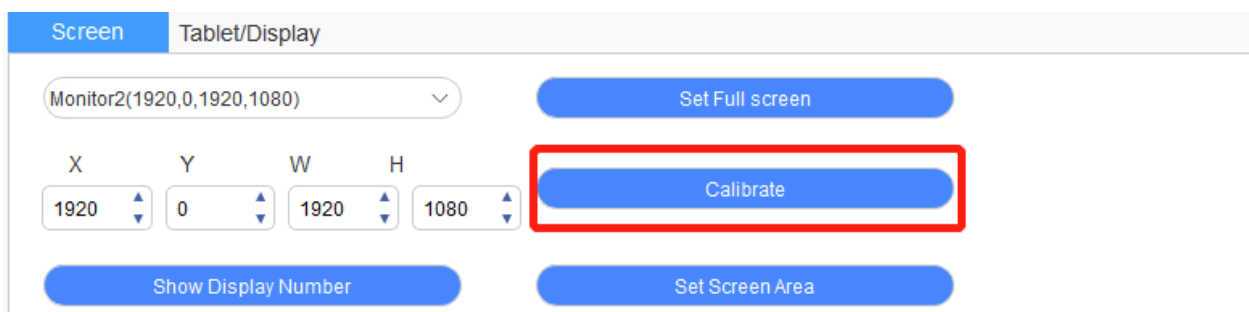 Screen Tablet/Display
Monitor2(1920,0,1920,1080) Set Full screen
X Y W H
Calibrate
1920 0 1920 1080
Show Display Number Set Screen Area